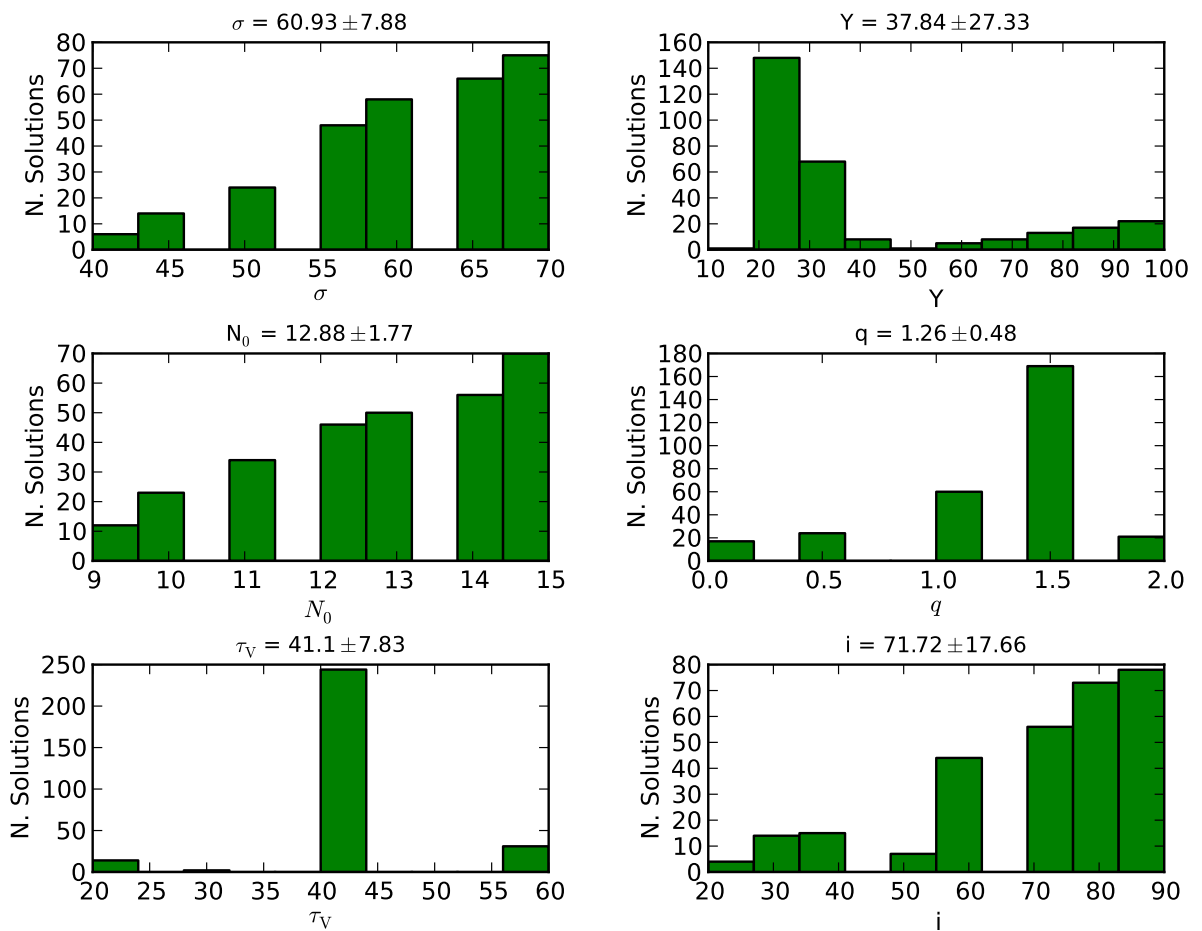 σ = 60.93±7.88
80
70
60
50
40
30
20
10
0
N. Solutions
40 45 50 55 60 65 70
σ
Y = 37.84±27.33
160
140
120
100
80
60
40
20
0
N. Solutions
10 20 30 40 50 60 70 80 90 100
Y
N₀ = 12.88±1.77
70
60
50
40
30
20
10
0
N. Solutions
9 10 11 12 13 14 15
N₀
q = 1.26±0.48
180
160
140
120
100
80
60
40
20
0
N. Solutions
0.0 0.5 1.0 1.5 2.0
q
τ_V = 41.1±7.83
250
200
150
100
50
0
N. Solutions
20 25 30 35 40 45 50 55 60
τ_V
i = 71.72±17.66
80
70
60
50
40
30
20
10
0
N. Solutions
20 30 40 50 60 70 80 90
i